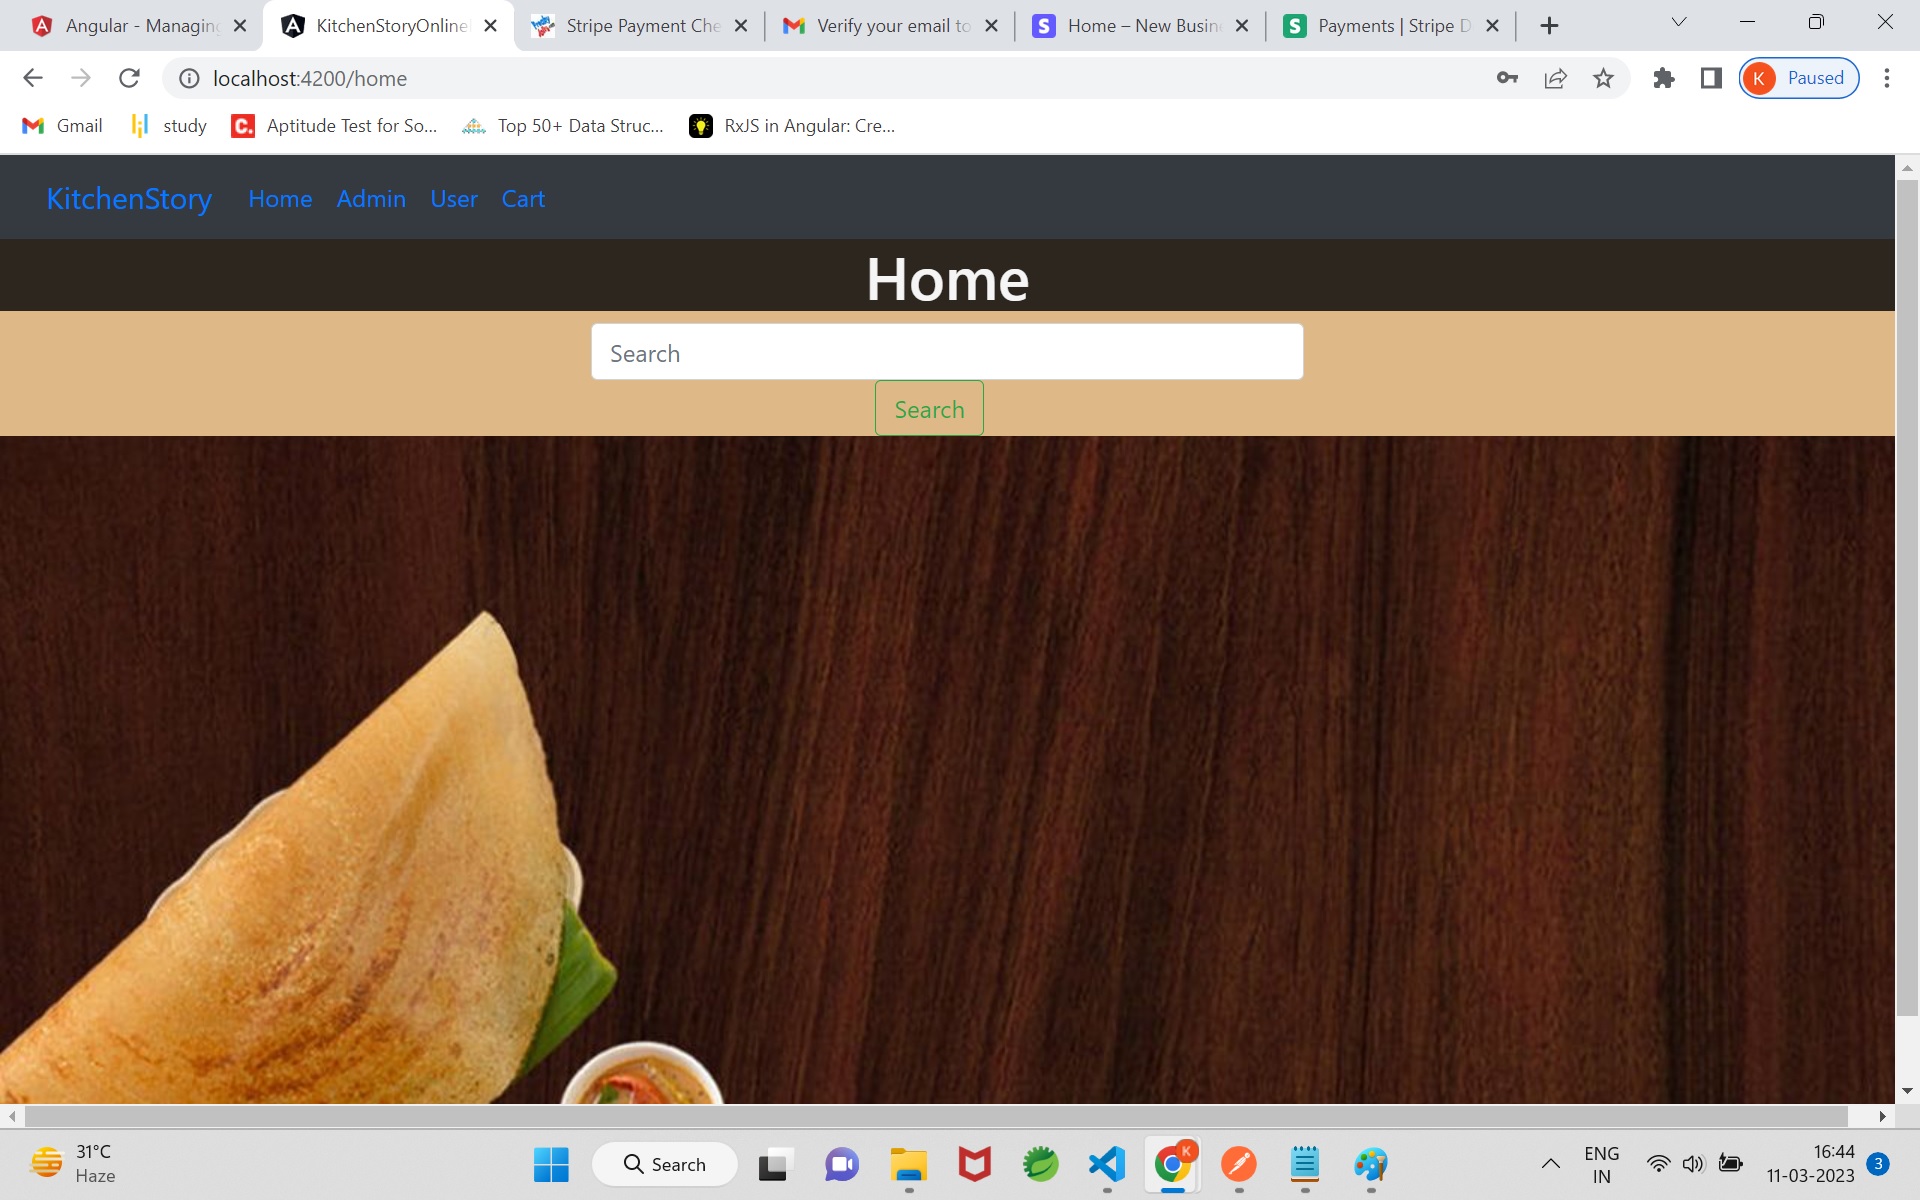 Angular - Managing
KitchenStoryOnline
Stripe Payment Che
Verify your email to
S
Home – New Busin
S
Payments | Stripe D
localhost:4200/home
K
Paused
Gmail
study
C.
Aptitude Test for So...
Top 50+ Data Struc...
RxJS in Angular: Cre...
KitchenStory
Home
Admin
User
Cart
Home
Search
Search
31°C
Haze
Search
K
ENG
IN
16:44
11-03-2023
3